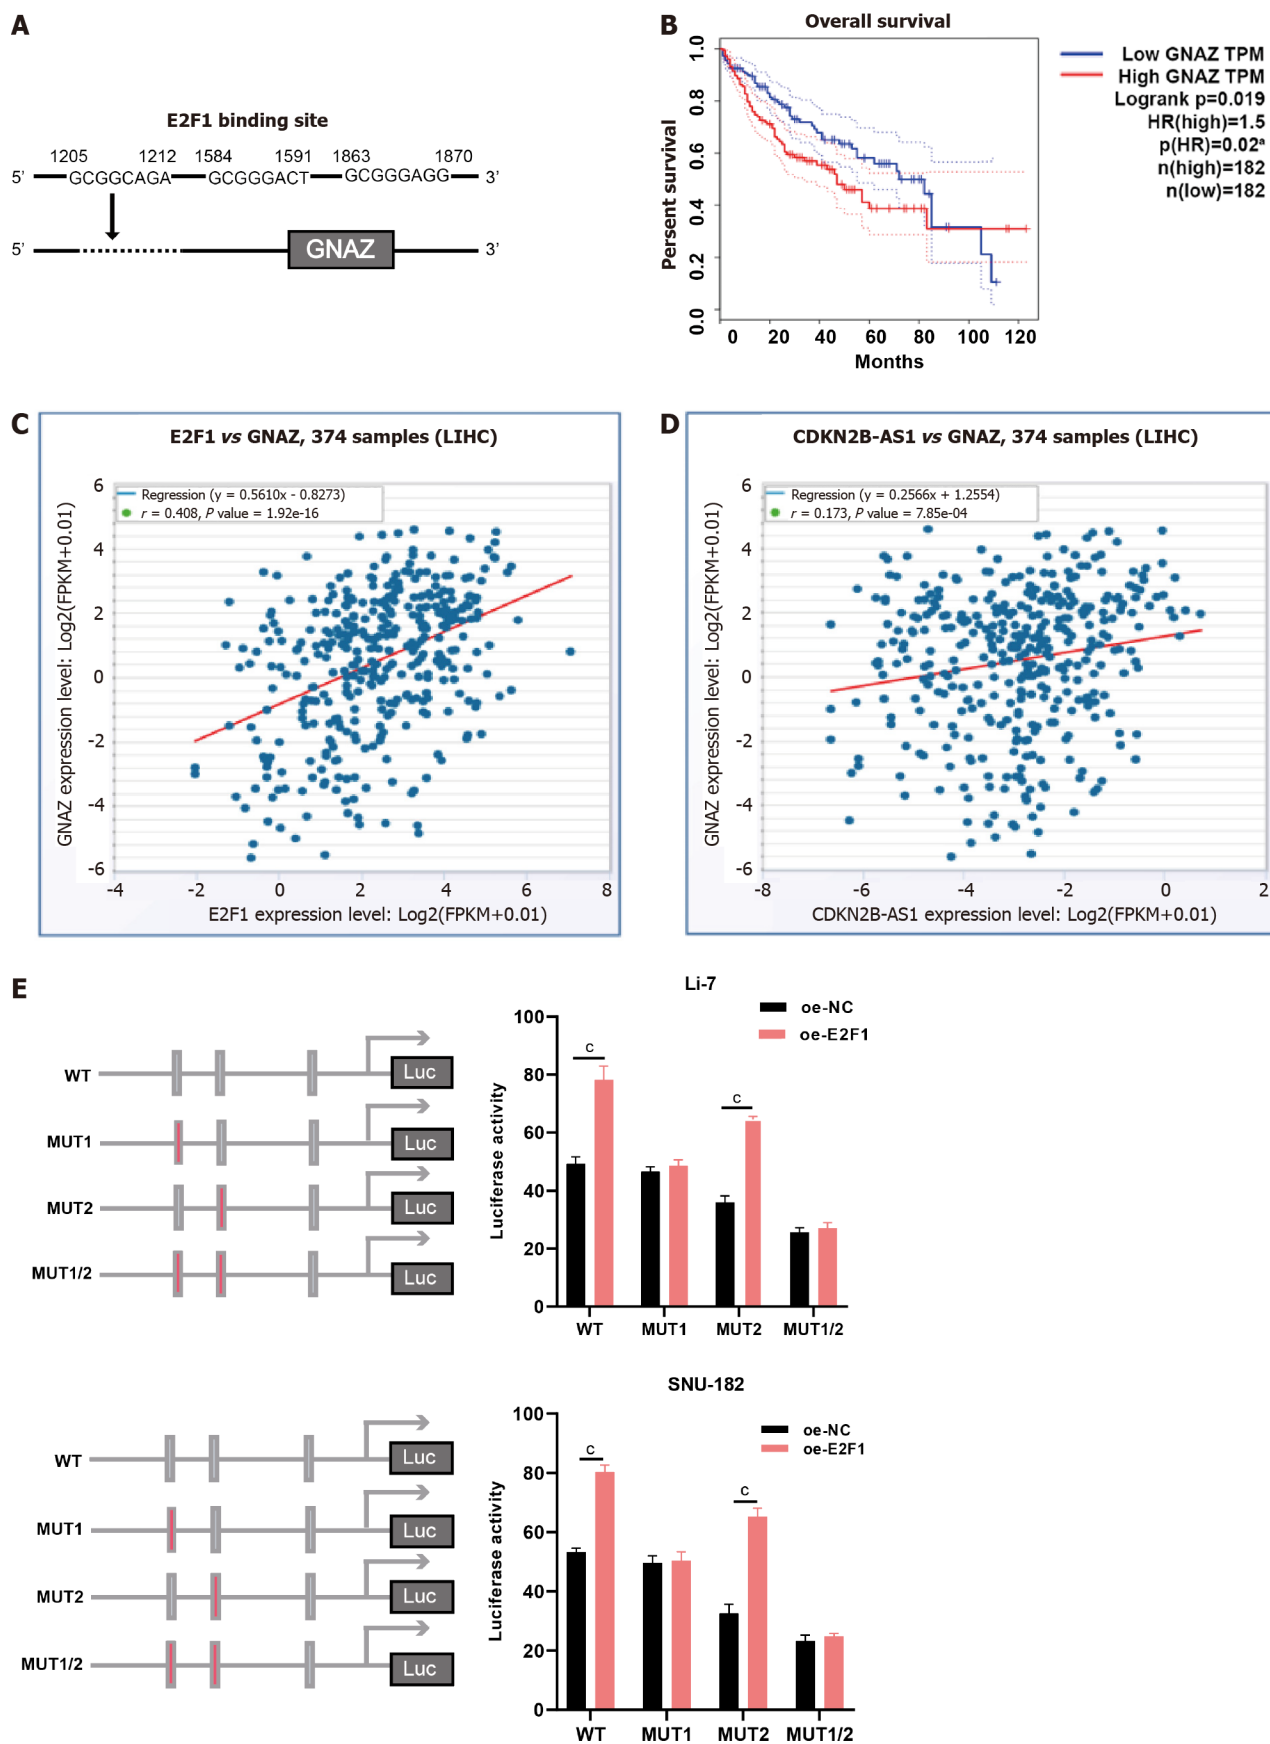 A
E2F1 binding site
1205 1212 1584 1591 1863 1870
5' GCGGCAGA GCGGGACT GCGGGAGG 3'
5' GNAZ 3'
B
Overall survival
Low GNAZ TPM
High GNAZ TPM
Logrank p=0.019
HR(high)=1.5
p(HR)=0.02ᵃ
n(high)=182
n(low)=182
Persent survival
1.0
0.8
0.6
0.4
0.2
0.0
0 20 40 60 80 100 120
Months
C
E2F1 vs GNAZ, 374 samples (LIHC)
Regression (y = 0.5610x - 0.8273)
r = 0.408, P value = 1.92e-16
GNAZ expression level: Log2(FPKM+0.01)
6
4
2
0
-2
-4
-6
-4 -2 0 2 4 6 8
E2F1 expression level: Log2(FPKM+0.01)
D
CDKN2B-AS1 vs GNAZ, 374 samples (LIHC)
Regression (y = 0.2566x + 1.2554)
r = 0.173, P value = 7.85e-04
GNAZ expression level: Log2(FPKM+0.01)
6
4
2
0
-2
-4
-6
-8 -6 -4 -2 0 2
CDKN2B-AS1 expression level: Log2(FPKM+0.01)
E
WT Luc
MUT1 Luc
MUT2 Luc
MUT1/2 Luc
Li-7
oe-NC
oe-E2F1
Luciferase activity
100
80
60
40
20
0
c
c
WT MUT1 MUT2 MUT1/2
WT Luc
MUT1 Luc
MUT2 Luc
MUT1/2 Luc
SNU-182
oe-NC
oe-E2F1
Luciferase activity
100
80
60
40
20
0
c
c
WT MUT1 MUT2 MUT1/2